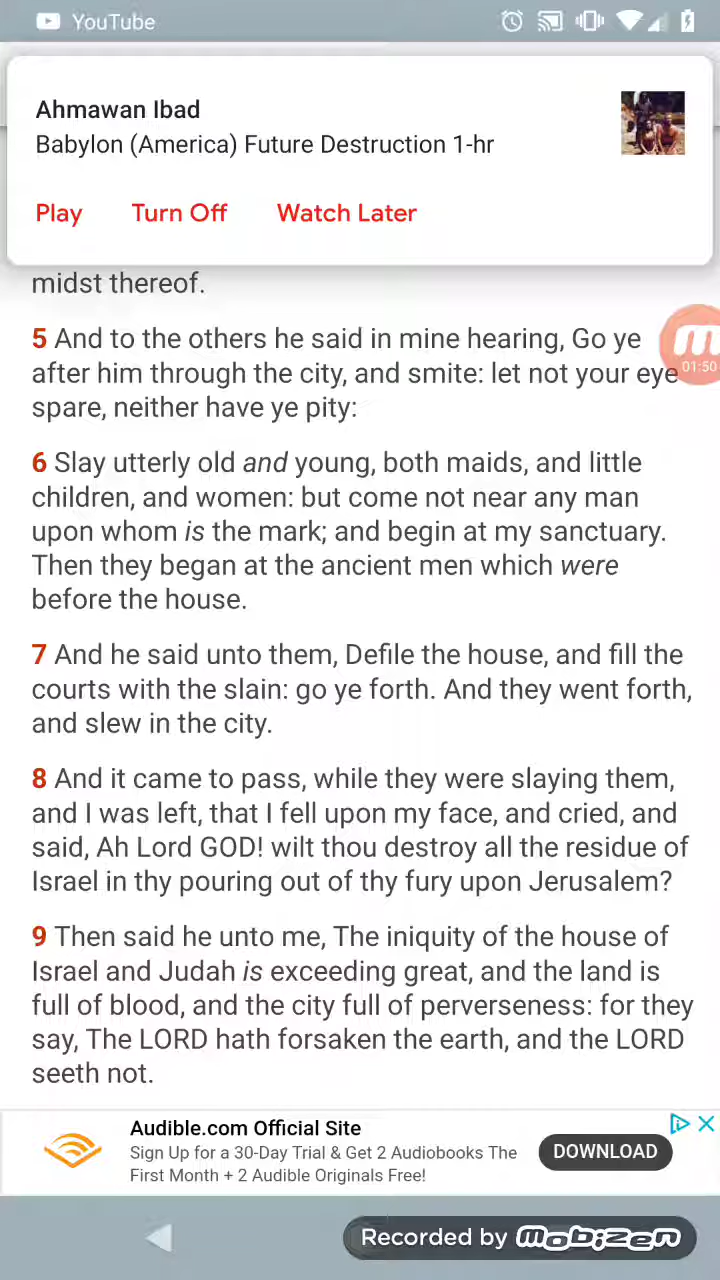 YouTube
Ahmawan Ibad
Babylon (America) Future Destruction 1-hr
Play Turn Off Watch Later
midst thereof.
5 And to the others he said in mine hearing, Go ye
after him through the city, and smite: let not your eye
spare, neither have ye pity:
6 Slay utterly old and young, both maids, and little
children, and women: but come not near any man
upon whom is the mark; and begin at my sanctuary.
Then they began at the ancient men which were
before the house.
7 And he said unto them, Defile the house, and fill the
courts with the slain: go ye forth. And they went forth,
and slew in the city.
8 And it came to pass, while they were slaying them,
and I was left, that I fell upon my face, and cried, and
said, Ah Lord GOD! wilt thou destroy all the residue of
Israel in thy pouring out of thy fury upon Jerusalem?
9 Then said he unto me, The iniquity of the house of
Israel and Judah is exceeding great, and the land is
full of blood, and the city full of perverseness: for they
say, The LORD hath forsaken the earth, and the LORD
seeth not.
01:50
Audible.com Official Site
Sign Up for a 30-Day Trial & Get 2 Audiobooks The
First Month + 2 Audible Originals Free!
DOWNLOAD
Recorded by mobizen